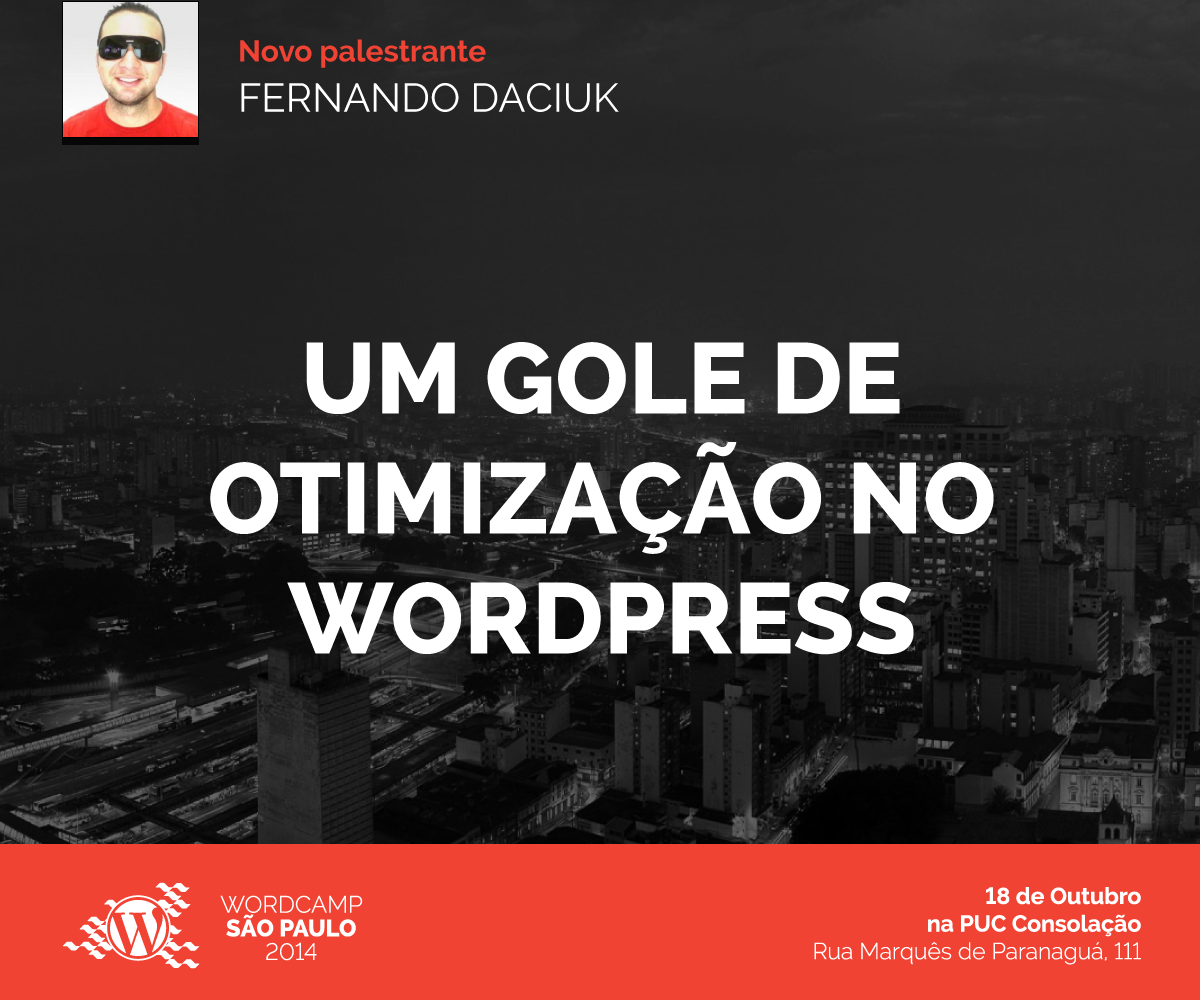 Novo palestrante
FERNANDO DACIUK
UM GOLE DE
OTIMIZAÇÃO NO
WORDPRESS
WORDCAMP
SÃO PAULO
2014
18 de Outubro
na PUC Consolação
Rua Marquês de Paranaguá, 111